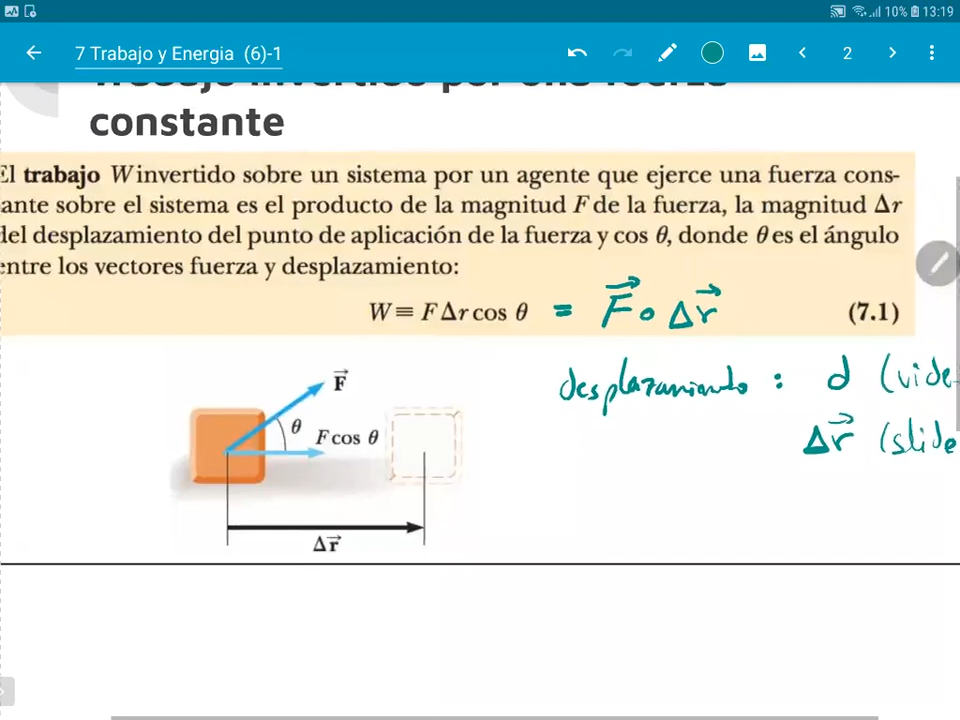 10% 13:19
7 Trabajo y Energia (6)-1
2
constante
El trabajo W invertido sobre un sistema por un agente que ejerce una fuerza cons-
tante sobre el sistema es el producto de la magnitud F de la fuerza, la magnitud Δr
del desplazamiento del punto de aplicación de la fuerza y cos θ, donde θ es el ángulo
entre los vectores fuerza y desplazamiento:
W ≡ F Δr cos θ = F⃗ ∘ Δr⃗ (7.1)
desplazamiento : d (vide
Δr⃗ (slide
F⃗
θ
F cos θ
Δr⃗